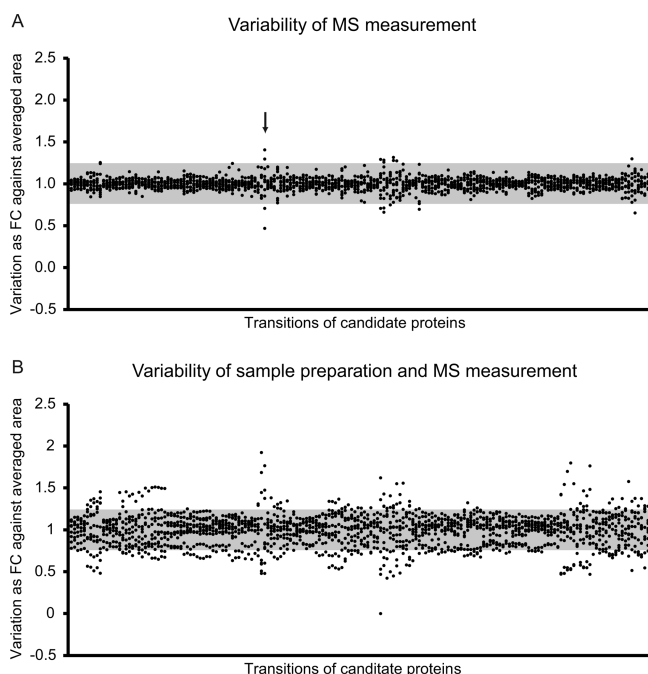 A
Variability of MS measurement
2.5
2.0
1.5
1.0
0.5
0.0
-0.5
Variation as FC against averaged area
Transitions of candidate proteins
B
Variability of sample preparation and MS measurement
2.5
2
1.5
1
0.5
0
-0.5
Variation as FC against averaged area
Transitions of canditate proteins